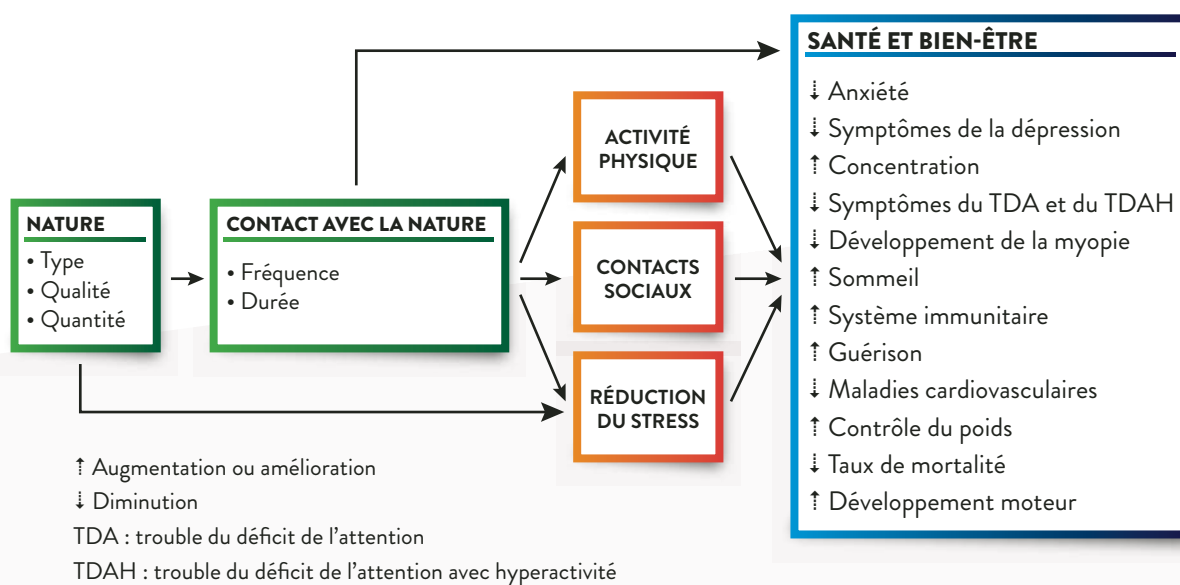 NATURE
• Type
• Qualité
• Quantité
CONTACT AVEC LA NATURE
• Fréquence
• Durée
ACTIVITÉ
PHYSIQUE
CONTACTS
SOCIAUX
RÉDUCTION
DU STRESS
SANTÉ ET BIEN-ÊTRE
⇣ Anxiété
⇣ Symptômes de la dépression
⇡ Concentration
⇣ Symptômes du TDA et du TDAH
⇣ Développement de la myopie
⇡ Sommeil
⇡ Système immunitaire
⇡ Guérison
⇣ Maladies cardiovasculaires
⇡ Contrôle du poids
⇣ Taux de mortalité
⇡ Développement moteur
⇡ Augmentation ou amélioration
⇣ Diminution
TDA : trouble du déficit de l’attention
TDAH : trouble du déficit de l’attention avec hyperactivité